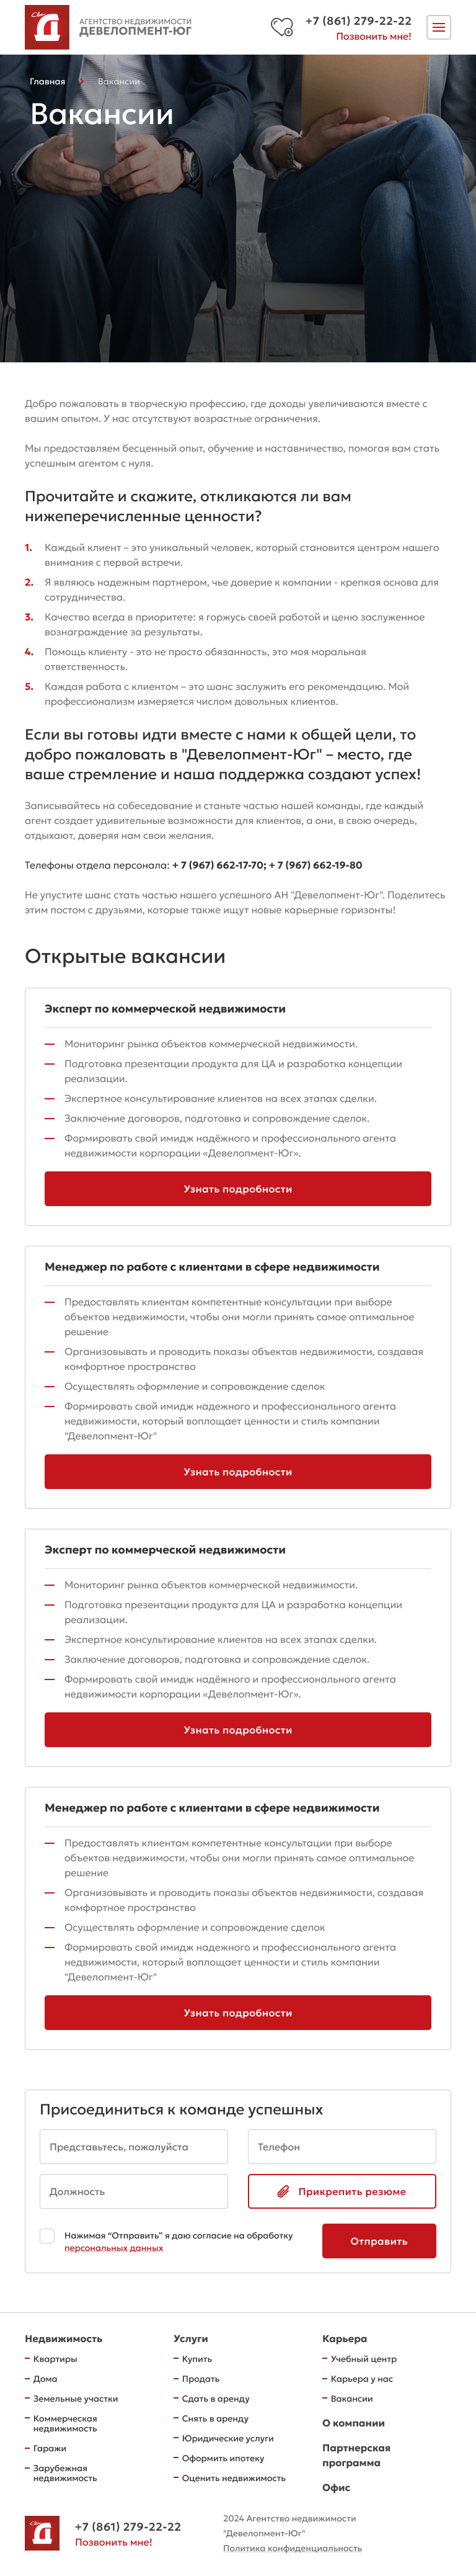 АГЕНТСТВО НЕДВИЖИМОСТИ
ДЕВЕЛОПМЕНТ-ЮГ
+7 (861) 279-22-22
Позвонить мне!
Главная
Вакансии
Вакансии
Добро пожаловать в творческую профессию, где доходы увеличиваются вместе с
вашим опытом. У нас отсутствуют возрастные ограничения.
Мы предоставляем бесценный опыт, обучение и наставничество, помогая вам стать
успешным агентом с нуля.
Прочитайте и скажите, откликаются ли вам
нижеперечисленные ценности?
1. Каждый клиент – это уникальный человек, который становится центром нашего
внимания с первой встречи.
2. Я являюсь надежным партнером, чье доверие к компании - крепкая основа для
сотрудничества.
3. Качество всегда в приоритете: я горжусь своей работой и ценю заслуженное
вознаграждение за результаты.
4. Помощь клиенту - это не просто обязанность, это моя моральная
ответственность.
5. Каждая работа с клиентом – это шанс заслужить его рекомендацию. Мой
профессионализм измеряется числом довольных клиентов.
Если вы готовы идти вместе с нами к общей цели, то
добро пожаловать в "Девелопмент-Юг" – место, где
ваше стремление и наша поддержка создают успех!
Записывайтесь на собеседование и станьте частью нашей команды, где каждый
агент создает удивительные возможности для клиентов, а они, в свою очередь,
отдыхают, доверяя нам свои желания.
Телефоны отдела персонала: + 7 (967) 662-17-70; + 7 (967) 662-19-80
Не упустите шанс стать частью нашего успешного АН "Девелопмент-Юг". Поделитесь
этим постом с друзьями, которые также ищут новые карьерные горизонты!
Открытые вакансии
Эксперт по коммерческой недвижимости
Мониторинг рынка объектов коммерческой недвижимости.
Подготовка презентации продукта для ЦА и разработка концепции
реализации.
Экспертное консультирование клиентов на всех этапах сделки.
Заключение договоров, подготовка и сопровождение сделок.
Формировать свой имидж надёжного и профессионального агента
недвижимости корпорации «Девелопмент-Юг».
Узнать подробности
Менеджер по работе с клиентами в сфере недвижимости
Предоставлять клиентам компетентные консультации при выборе
объектов недвижимости, чтобы они могли принять самое оптимальное
решение
Организовывать и проводить показы объектов недвижимости, создавая
комфортное пространство
Осуществлять оформление и сопровождение сделок
Формировать свой имидж надежного и профессионального агента
недвижимости, который воплощает ценности и стиль компании
"Девелопмент-Юг"
Узнать подробности
Эксперт по коммерческой недвижимости
Мониторинг рынка объектов коммерческой недвижимости.
Подготовка презентации продукта для ЦА и разработка концепции
реализации.
Экспертное консультирование клиентов на всех этапах сделки.
Заключение договоров, подготовка и сопровождение сделок.
Формировать свой имидж надёжного и профессионального агента
недвижимости корпорации «Девелопмент-Юг».
Узнать подробности
Менеджер по работе с клиентами в сфере недвижимости
Предоставлять клиентам компетентные консультации при выборе
объектов недвижимости, чтобы они могли принять самое оптимальное
решение
Организовывать и проводить показы объектов недвижимости, создавая
комфортное пространство
Осуществлять оформление и сопровождение сделок
Формировать свой имидж надежного и профессионального агента
недвижимости, который воплощает ценности и стиль компании
"Девелопмент-Юг"
Узнать подробности
Присоединиться к команде успешных
Представьтесь, пожалуйста
Телефон
Должность
Прикрепить резюме
Нажимая “Отправить” я даю согласие на обработку
персональных данных
Отправить
Недвижимость
Квартиры
Дома
Земельные участки
Коммерческая
недвижимость
Гаражи
Зарубежная
недвижимость
Услуги
Купить
Продать
Сдать в аренду
Снять в аренду
Юридические услуги
Оформить ипотеку
Оценить недвижимость
Карьера
Учебный центр
Карьера у нас
Вакансии
О компании
Партнерская
программа
Офис
+7 (861) 279-22-22
Позвонить мне!
2024 Агентство недвижимости
"Девелопмент-Юг"
Политика конфиденциальность